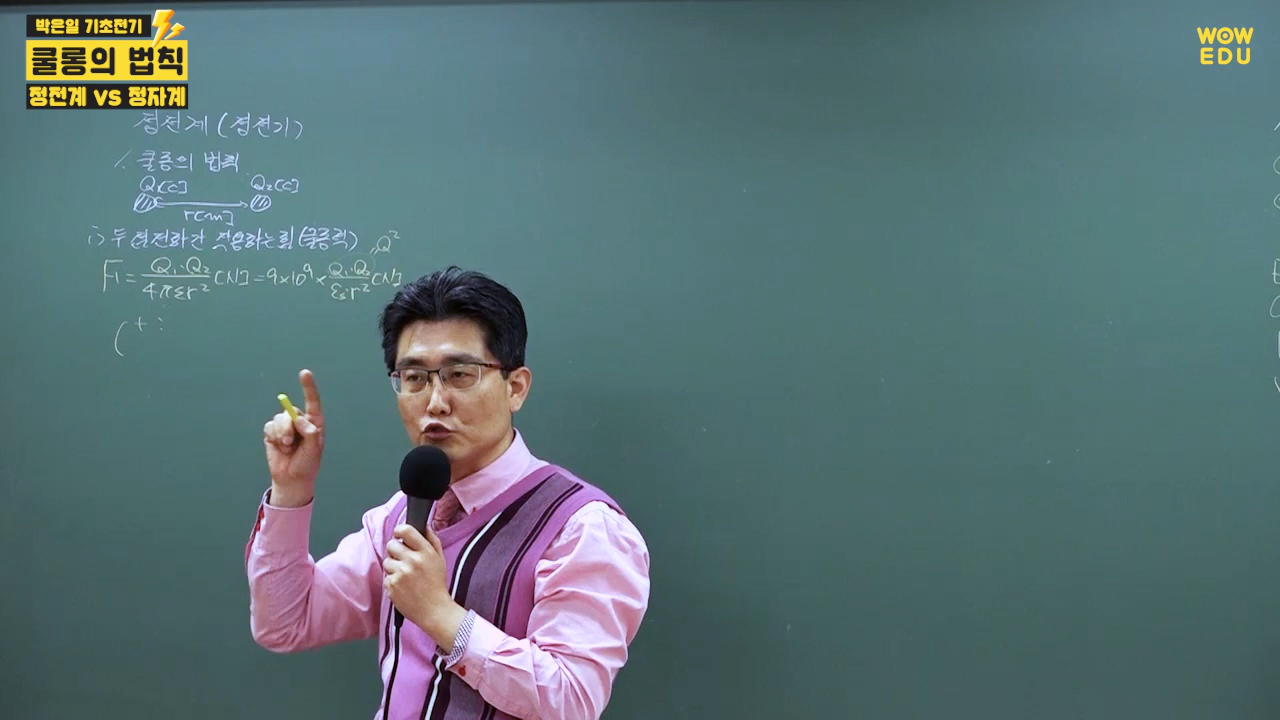 박은일 기초전기
쿨롱의 법칙
정전계 vs 정자계
WOW
EDU
정전계 (정전기)
1. 쿨롱의 법칙
Q₁[C] Q₂[C]
r[m]
i) 두 점전하간 작용하는힘(쿨롱력)
Q²
F₁ = Q₁·Q₂ / 4πεr² [N] = 9×10⁹ × Q₁·Q₂ / εₛ·r² [N]
( + :